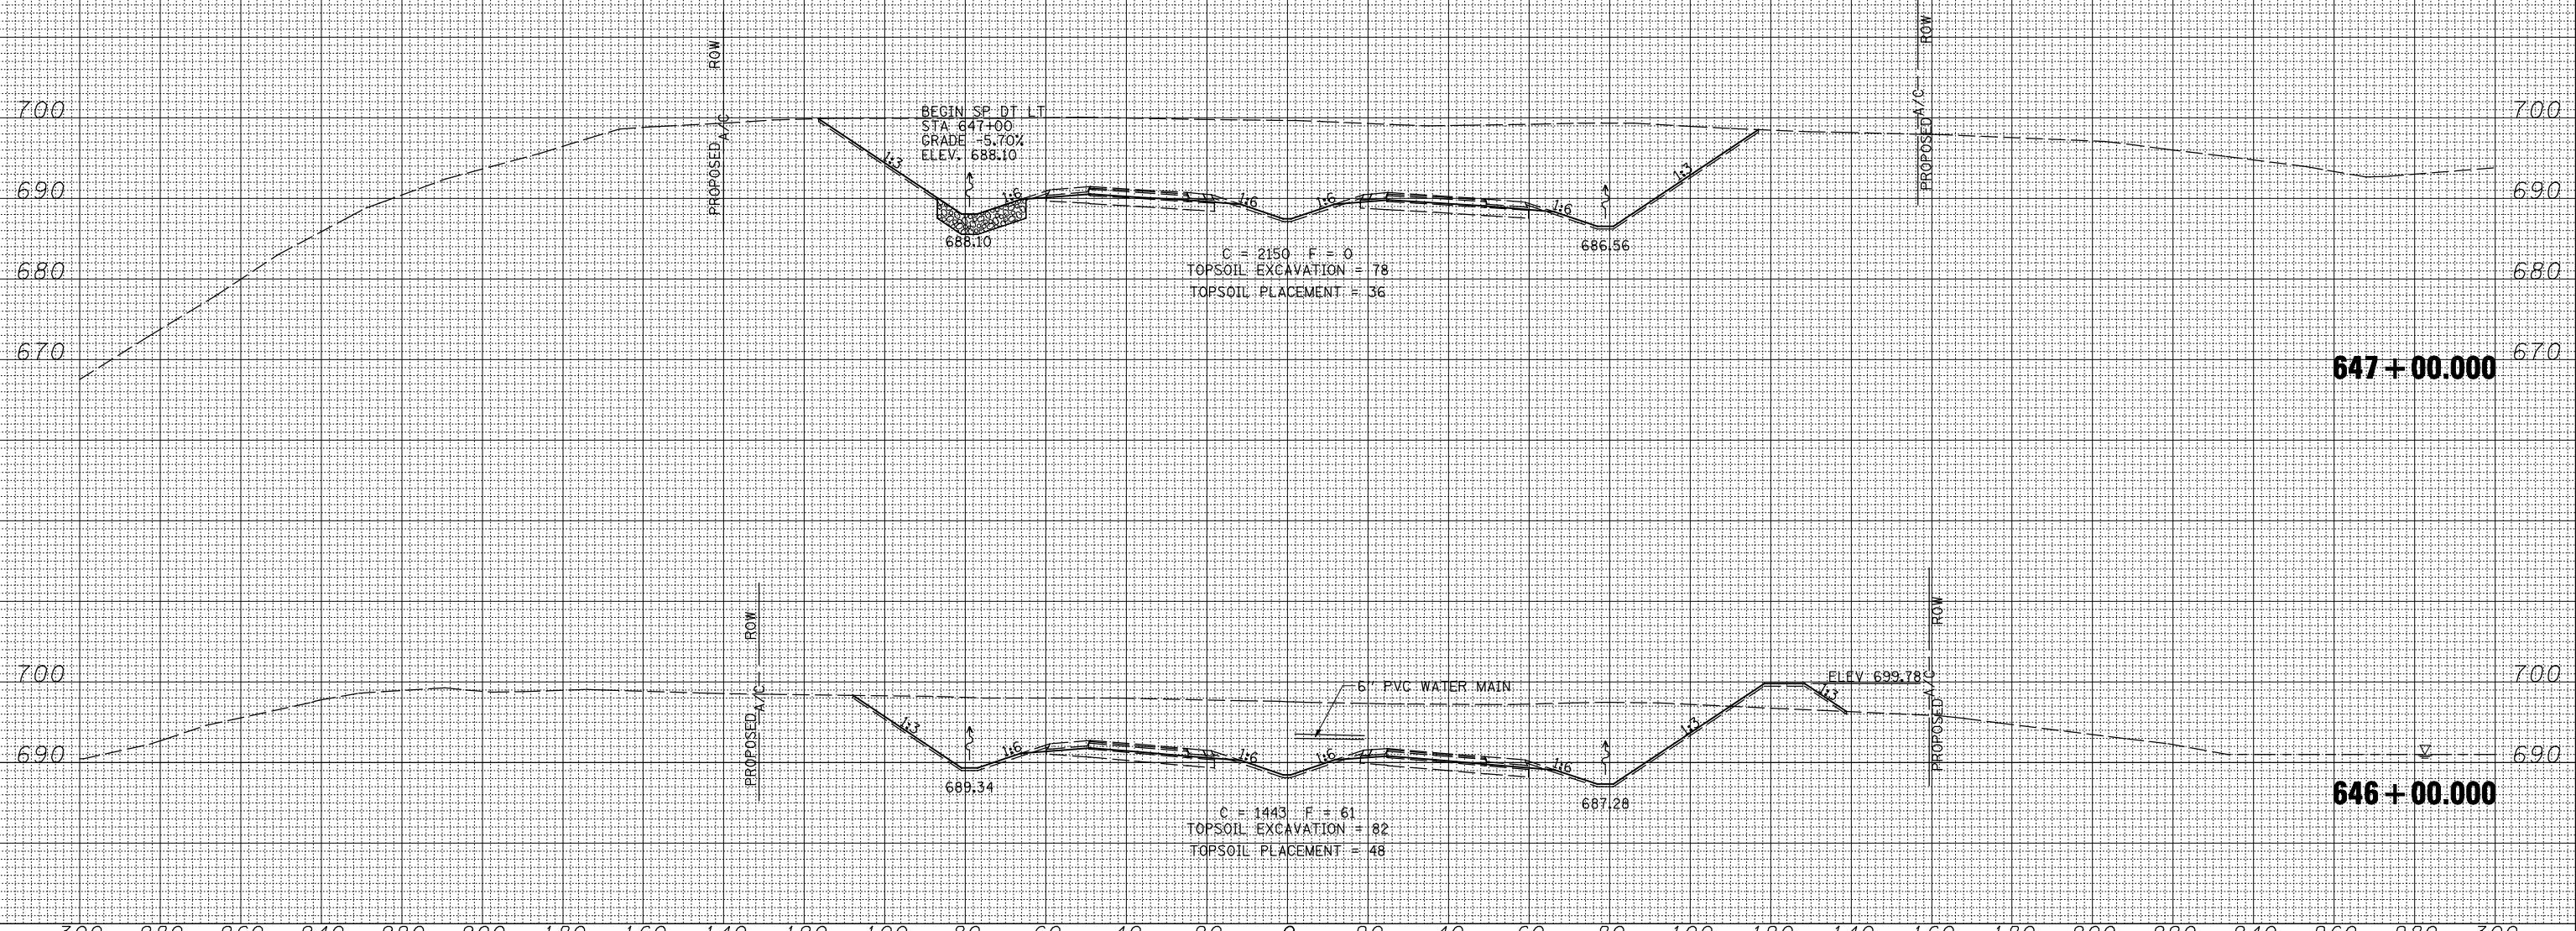 ROW
PROPOSED
A/C
ROW
PROPOSED
A/C
700
700
BEGIN SP DT LT
STA 647+00
GRADE -5.70%
ELEV. 688.10
1:3
1:3
690
690
1:6
1:6
1:6
1:6
688.10
686.56
C = 2150 F = 0
TOPSOIL EXCAVATION = 78
TOPSOIL PLACEMENT = 36
680
680
670
670
647+00.000
ROW
PROPOSED
A/C
ROW
PROPOSED
A/C
700
700
ELEV 699.78
6" PVC WATER MAIN
1:3
1:3
1:3
690
690
1:6
1:6
1:6
1:6
689.34
687.28
646+00.000
C = 1443 F = 61
TOPSOIL EXCAVATION = 82
TOPSOIL PLACEMENT = 48